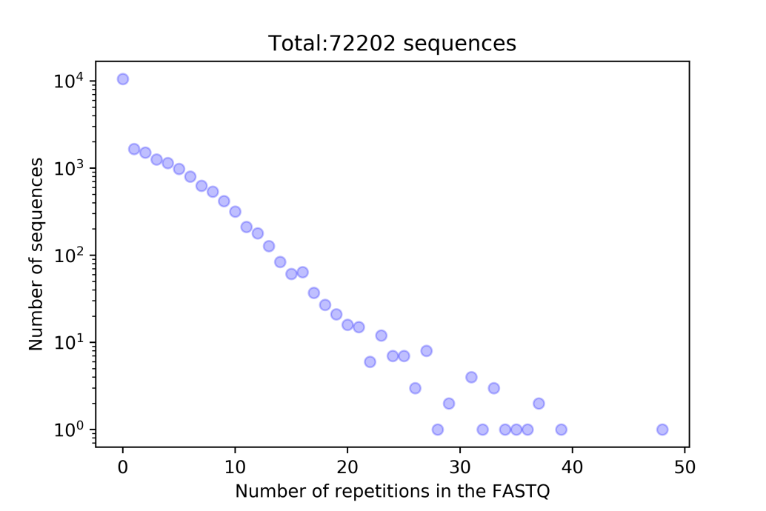 Total:72202 sequences
Number of sequences
10⁴
10³
10²
10¹
10⁰
0 10 20 30 40 50
Number of repetitions in the FASTQ